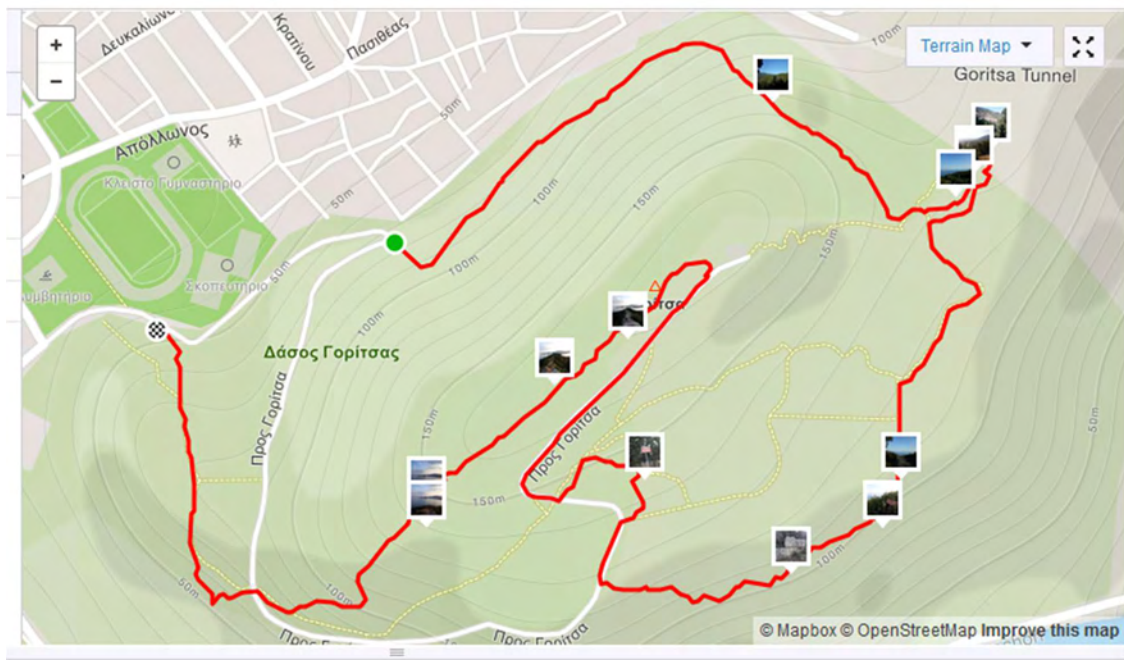 +
−
Δευκαλίωνος
Κρατίνου
Πασιθέας
100m
Terrain Map
Goritsa Tunnel
Απόλλωνος
50m
Κλειστό Γυμναστήριο
50m
100m
150m
Σκοπευτήριο
50m
100m
150m
100m
Δάσος Γορίτσας
Προς Γορίτσα
150m
Προς Γορίτσα
50m
150m
100m
50m
100m
Προς Γορίτσα
Προς Γορίτσα
© Mapbox © OpenStreetMap Improve this map